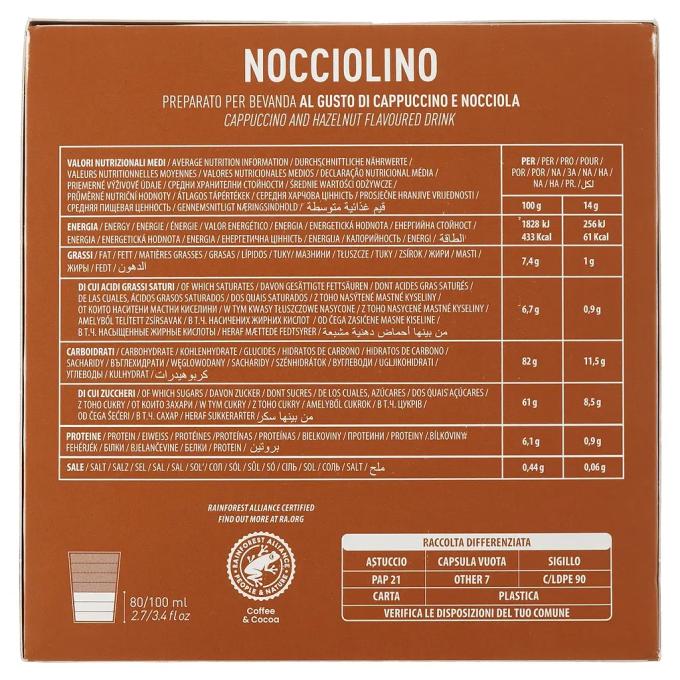 NOCCIOLINO
PREPARATO PER BEVANDA AL GUSTO DI CAPPUCCINO E NOCCIOLA
CAPPUCCINO AND HAZELNUT FLAVOURED DRINK
VALORI NUTRIZIONALI MEDI / AVERAGE NUTRITION INFORMATION / DURCHSCHNITTLICHE NÄHRWERTE /
VALEURS NUTRITIONNELLES MOYENNES / VALORES NUTRICIONALES MEDIOS / DECLARAÇÃO NUTRICIONAL MÉDIA /
PRIEMERNÉ VÝŽIVOVÉ ÚDAJE / СРЕДНИ ХРАНИТЕЛНИ СТОЙНОСТИ / ŚREDNIE WARTOŚCI ODŻYWCZE /
PRŮMĚRNÉ NUTRIČNÍ HODNOTY / ÁTLAGOS TÁPÉRTÉKEK / СЕРЕДНЯ ХАРЧОВА ЦІННІСТЬ / PROSJEČNE HRANJIVE VRIJEDNOSTI /
СРЕДНЯЯ ПИЩЕВАЯ ЦЕННОСТЬ / GENNEMSNITLIGT NÆRINGSINDHOLD / قيم غذائية متوسطة
PER / PER / PRO / POUR /
POR / POR / NA / ЗА / NA / HA /
NA / HA / PR. / لكل
100 g 14 g
ENERGIA / ENERGY / ENERGIE / ÉNERGIE / VALOR ENERGÉTICO / ENERGIA / ENERGETICKÁ HODNOTA / ЕНЕРГИЙНА СТОЙНОСТ /
ENERGIA / ENERGETICKÁ HODNOTA / ENERGIA / ЕНЕРГЕТИЧНА ЦІННІСТЬ / ENERGIJA / КАЛОРИЙНОСТЬ / ENERGI / الطاقة
1828 kJ 256 kJ
433 Kcal 61 Kcal
GRASSI / FAT / FETT / MATIÈRES GRASSES / GRASAS / LÍPIDOS / TUKY / МАЗНИНИ / TŁUSZCZE / TUKY / ZSÍROK / ЖИРИ / MASTI /
ЖИРЫ / FEDT / الدهون
7,4 g 1 g
DI CUI ACIDI GRASSI SATURI / OF WHICH SATURATES / DAVON GESÄTTIGTE FETTSÄUREN / DONT ACIDES GRAS SATURÉS /
DE LAS CUALES, ÁCIDOS GRASOS SATURADOS / DOS QUAIS SATURADOS / Z TOHO NASÝTENÉ MASTNÉ KYSELINY /
ОТ КОИТО НАСИТЕНИ МАСТНИ КИСЕЛИНИ / W TYM KWASY TŁUSZCZOWE NASYCONE / Z TOHO NASYCENÉ MASTNÉ KYSELINY /
AMELYBŐL TELÍTETT ZSÍRSAVAK / В Т.Ч. НАСИЧЕНИХ ЖИРНИХ КИСЛОТ / OD ČEGA ZASIĆENE MASNE KISELINE /
В Т.Ч. НАСЫЩЕННЫЕ ЖИРНЫЕ КИСЛОТЫ / HERAF MÆTTEDE FEDTSYRER / من بينها أحماض دهنية مشبعة
6,7 g 0,9 g
CARBOIDRATI / CARBOHYDRATE / KOHLENHYDRATE / GLUCIDES / HIDRATOS DE CARBONO / HIDRATOS DE CARBONO /
SACHARIDY / ВЪГЛЕХИДРАТИ / WĘGLOWODANY / SACHARIDY / SZÉNHIDRÁTOK / ВУГЛЕВОДИ / UGLJIKOHIDRATI /
УГЛЕВОДЫ / KULHYDRAT / كربوهيدرات
82 g 11,5 g
DI CUI ZUCCHERI / OF WHICH SUGARS / DAVON ZUCKER / DONT SUCRES / DE LOS CUALES, AZÚCARES / DOS QUAIS AÇÚCARES /
Z TOHO CUKRY / ОТ КОИТО ЗАХАРИ / W TYM CUKRY / Z TOHO CUKRY / AMELYBŐL CUKROK / В Т.Ч. ЦУКРІВ /
OD ČEGA ŠEĆERI / В Т.Ч. САХАР / HERAF SUKKERARTER / من بينها سكر
61 g 8,5 g
PROTEINE / PROTEIN / EIWEISS / PROTÉINES / PROTEÍNAS / PROTEÍNAS / BIELKOVINY / ПРОТЕИНИ / PROTEINY / BÍLKOVINY /
FEHÉRJÉK / БІЛКИ / BJELANČEVINE / БЕЛКИ / PROTEIN / بروتين
6,1 g 0,9 g
SALE / SALT / SALZ / SEL / SAL / SAL / SOĽ / СОЛ / SÓL / SŮL / SÓ / СІЛЬ / SOL / СОЛЬ / SALT / ملح
0,44 g 0,06 g
RAINFOREST ALLIANCE CERTIFIED
FIND OUT MORE AT RA.ORG
RAINFOREST ALLIANCE
PEOPLE & NATURE
Coffee
& Cocoa
80/100 ml
2.7/3.4 fl oz
RACCOLTA DIFFERENZIATA
ASTUCCIO CAPSULA VUOTA SIGILLO
PAP 21 OTHER 7 C/LDPE 90
CARTA PLASTICA
VERIFICA LE DISPOSIZIONI DEL TUO COMUNE